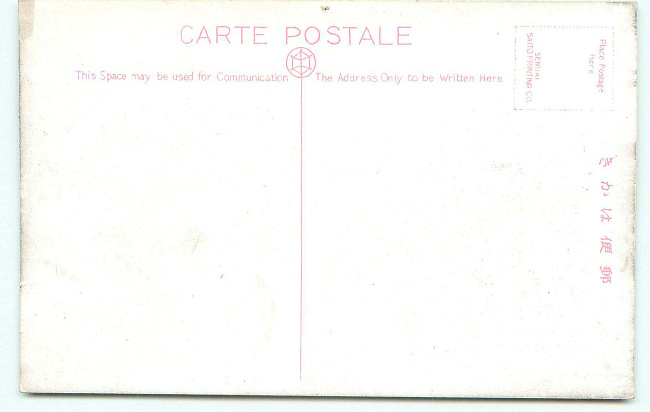 CARTE POSTALE
This Space may be used for Communication
The Address Only to be Written Here
Place Postage
Here
SENDAI
SAITO PRINTING CO.
きかは便郵